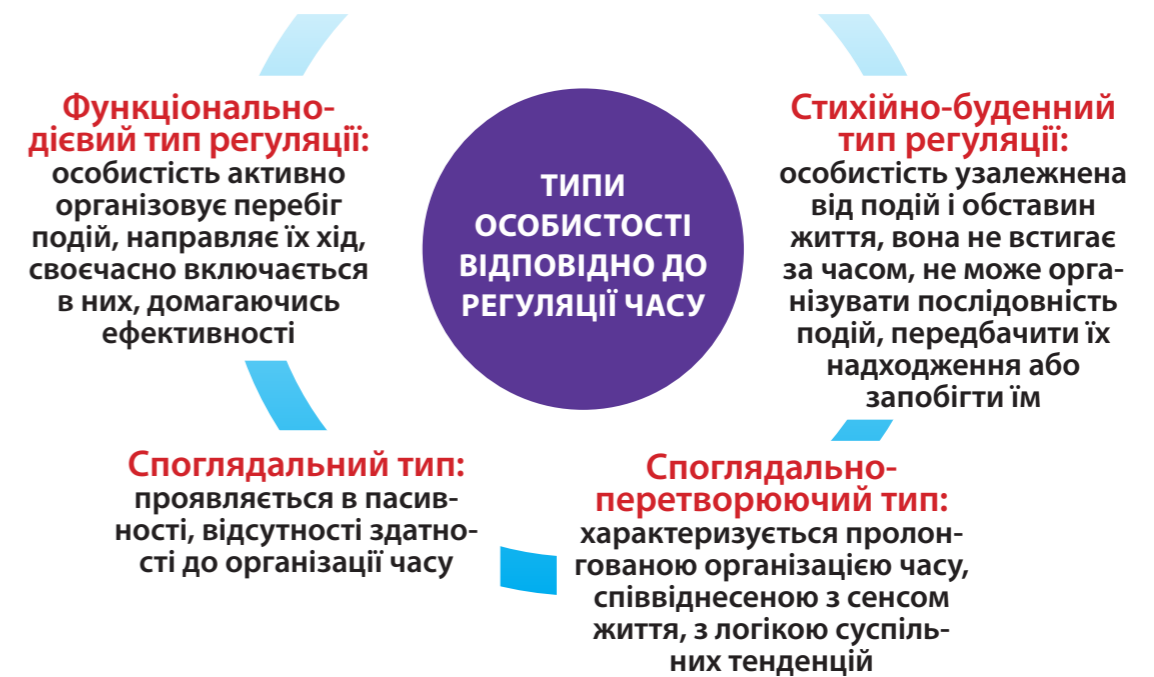 ТИПИ
ОСОБИСТОСТІ
ВІДПОВІДНО ДО
РЕГУЛЯЦІЇ ЧАСУ
Функціонально-
дієвий тип регуляції:
особистість активно
організовує перебіг
подій, направляє їх хід,
своєчасно включається
в них, домагаючись
ефективності
Стихійно-буденний
тип регуляції:
особистість узалежнена
від подій і обставин
життя, вона не встигає
за часом, не може орга-
нізувати послідовність
подій, передбачити їх
надходження або
запобігти їм
Споглядальний тип:
проявляється в пасив-
ності, відсутності здатно-
сті до організації часу
Споглядально-
перетворюючий тип:
характеризується пролон-
гованою організацією часу,
співвіднесеною з сенсом
життя, з логікою суспіль-
них тенденцій